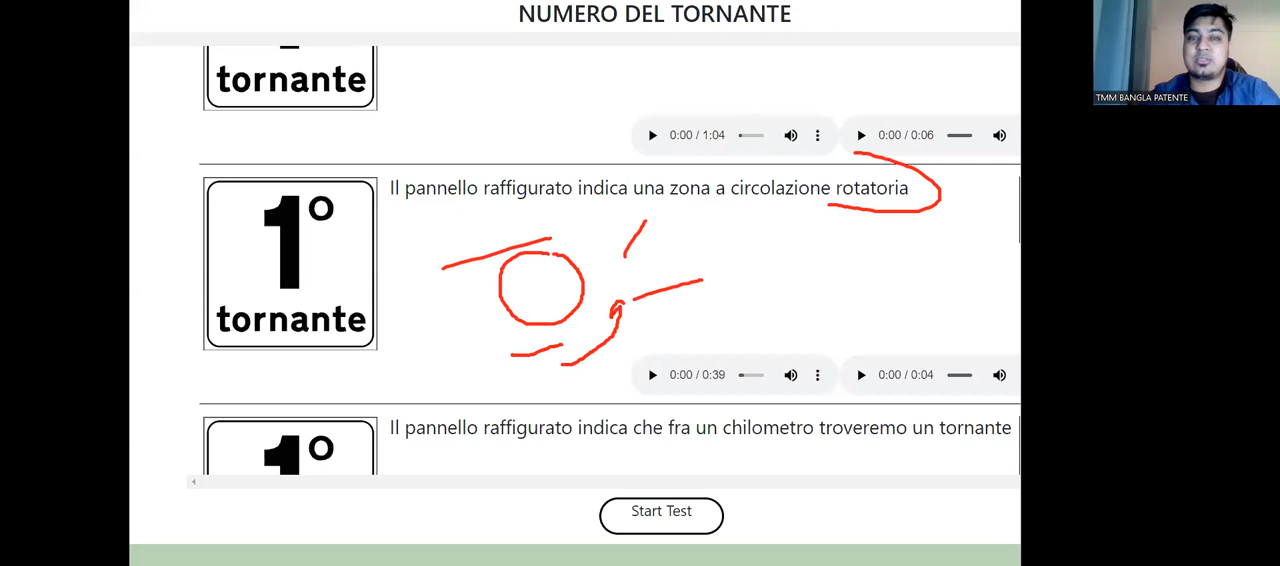 NUMERO DEL TORNANTE
TMM BANGLA PATENTE
tornante
0:00 / 1:04
0:00 / 0:06
1°
tornante
Il pannello raffigurato indica una zona a circolazione rotatoria
0:00 / 0:39
0:00 / 0:04
1°
Il pannello raffigurato indica che fra un chilometro troveremo un tornante
Start Test